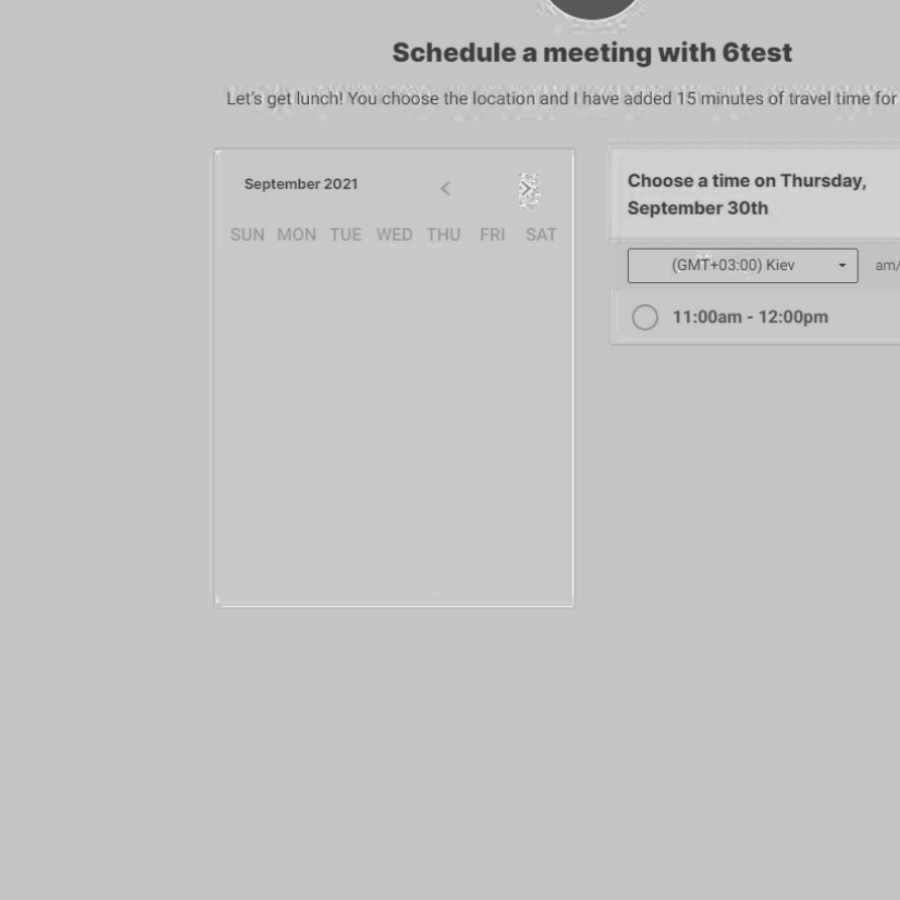 Schedule a meeting with 6test
Let's get lunch! You choose the location and I have added 15 minutes of travel time for
September 2021
SUN MON TUE WED THU FRI SAT
Choose a time on Thursday,
September 30th
(GMT+03:00) Kiev
am/
11:00am - 12:00pm